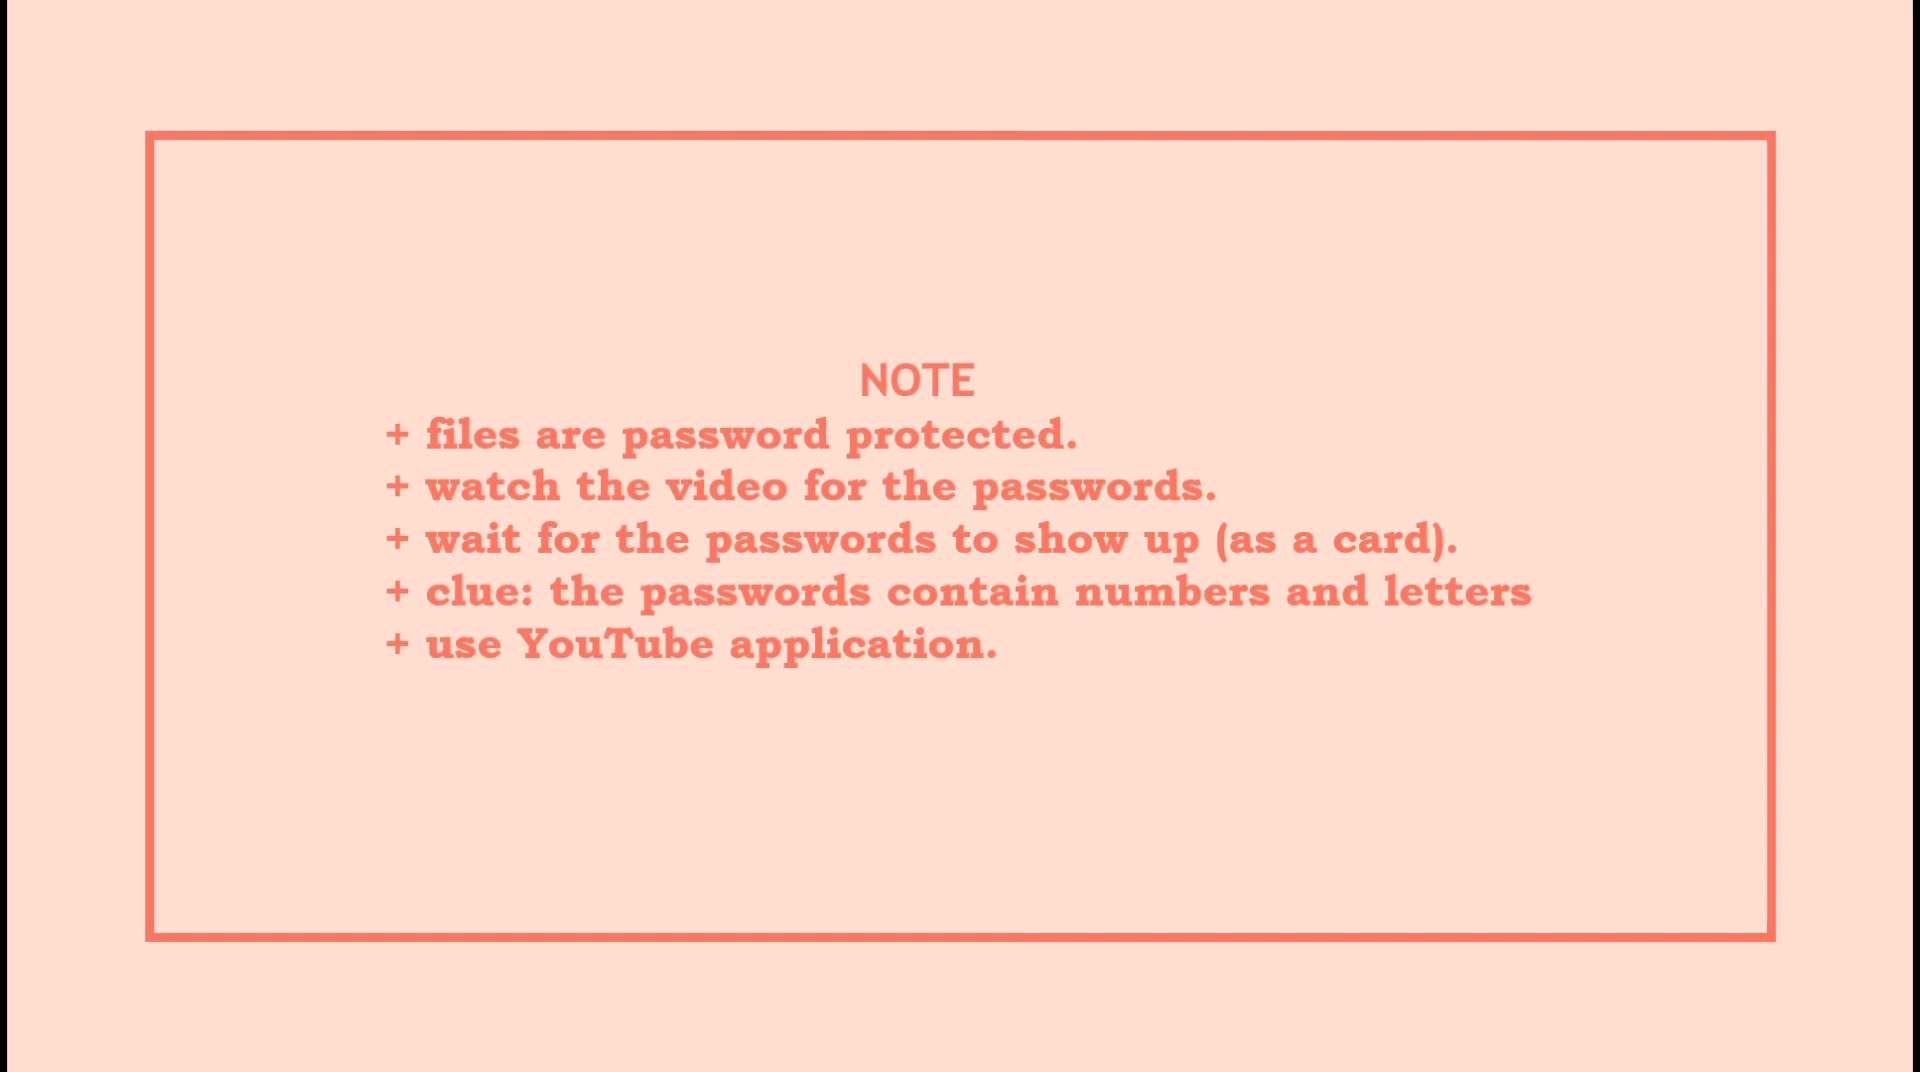 NOTE
+ files are password protected.
+ watch the video for the passwords.
+ wait for the passwords to show up (as a card).
+ clue: the passwords contain numbers and letters
+ use YouTube application.